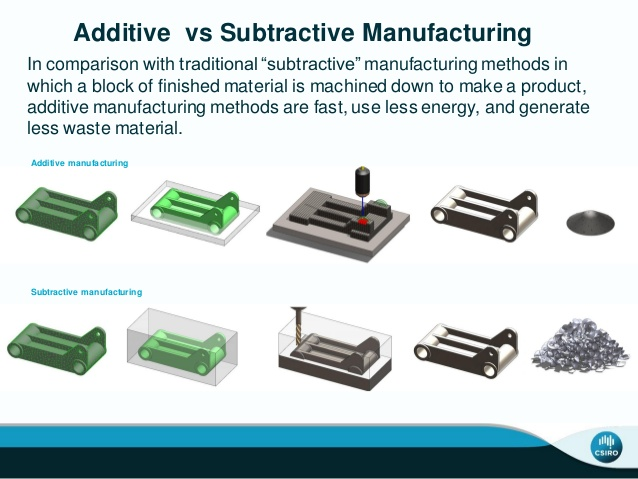 Additive vs Subtractive Manufacturing
In comparison with traditional “subtractive” manufacturing methods in
which a block of finished material is machined down to make a product,
additive manufacturing methods are fast, use less energy, and generate
less waste material.
Additive manufacturing
Subtractive manufacturing
CSIRO